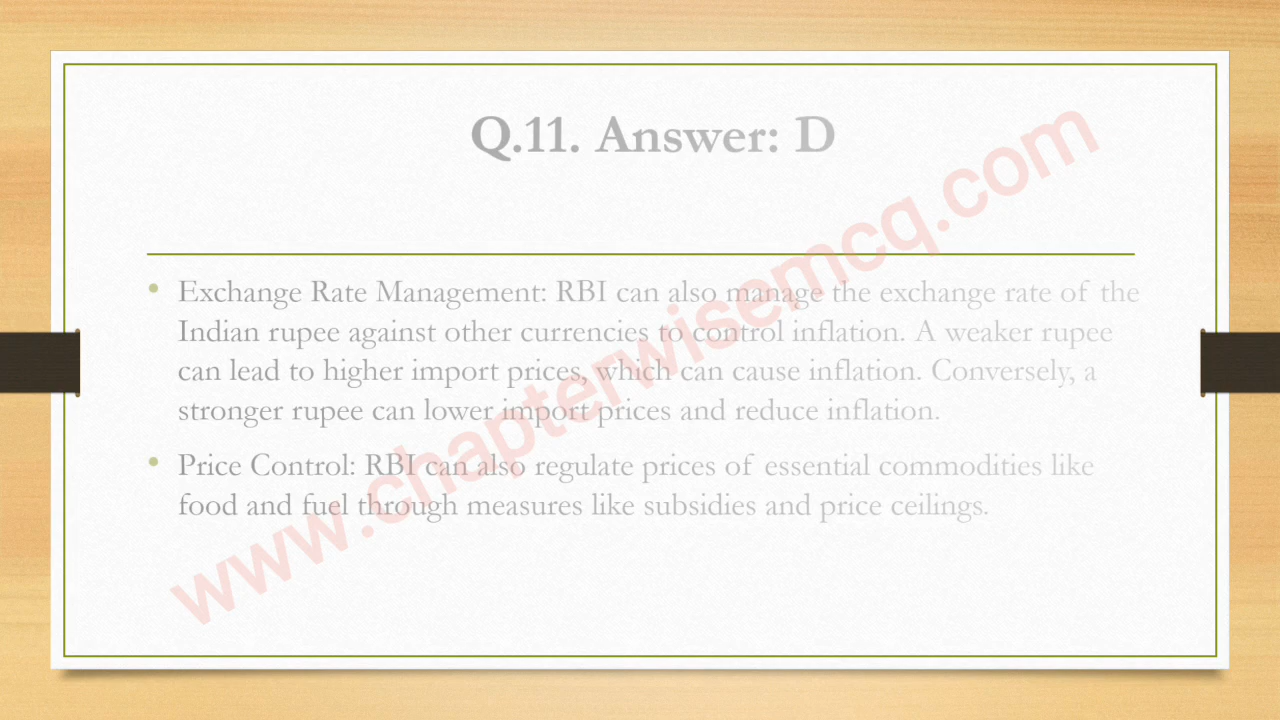 Q.11. Answer: D
• Exchange Rate Management: RBI can also manage the exchange rate of the
Indian rupee against other currencies to control inflation. A weaker rupee
can lead to higher import prices, which can cause inflation. Conversely, a
stronger rupee can lower import prices and reduce inflation.
• Price Control: RBI can also regulate prices of essential commodities like
food and fuel through measures like subsidies and price ceilings.
www.chapterwisemcq.com